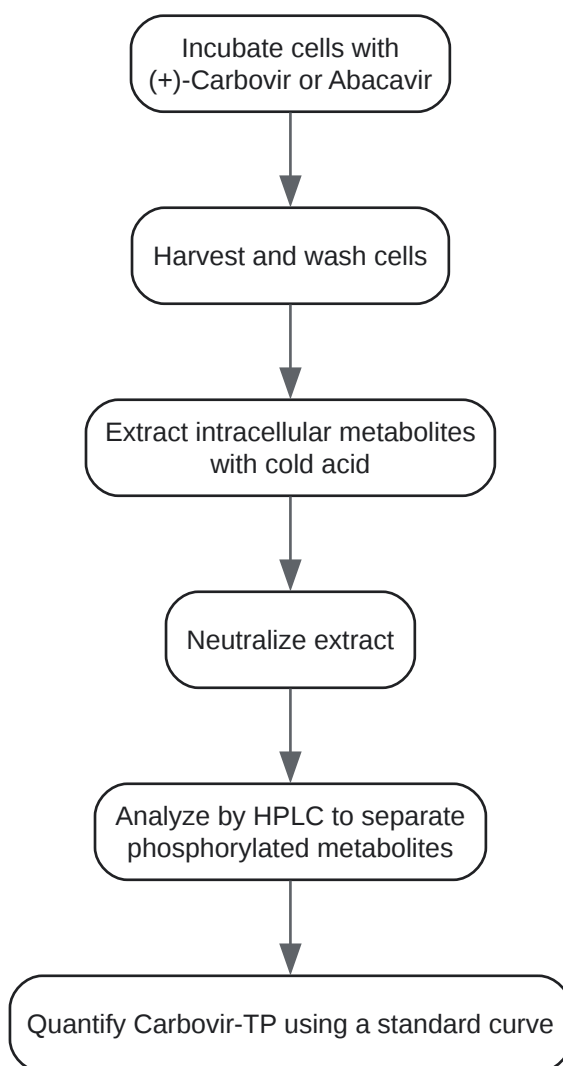 Incubate cells with
(+)-Carbovir or Abacavir
Harvest and wash cells
Extract intracellular metabolites
with cold acid
Neutralize extract
Analyze by HPLC to separate
phosphorylated metabolites
Quantify Carbovir-TP using a standard curve